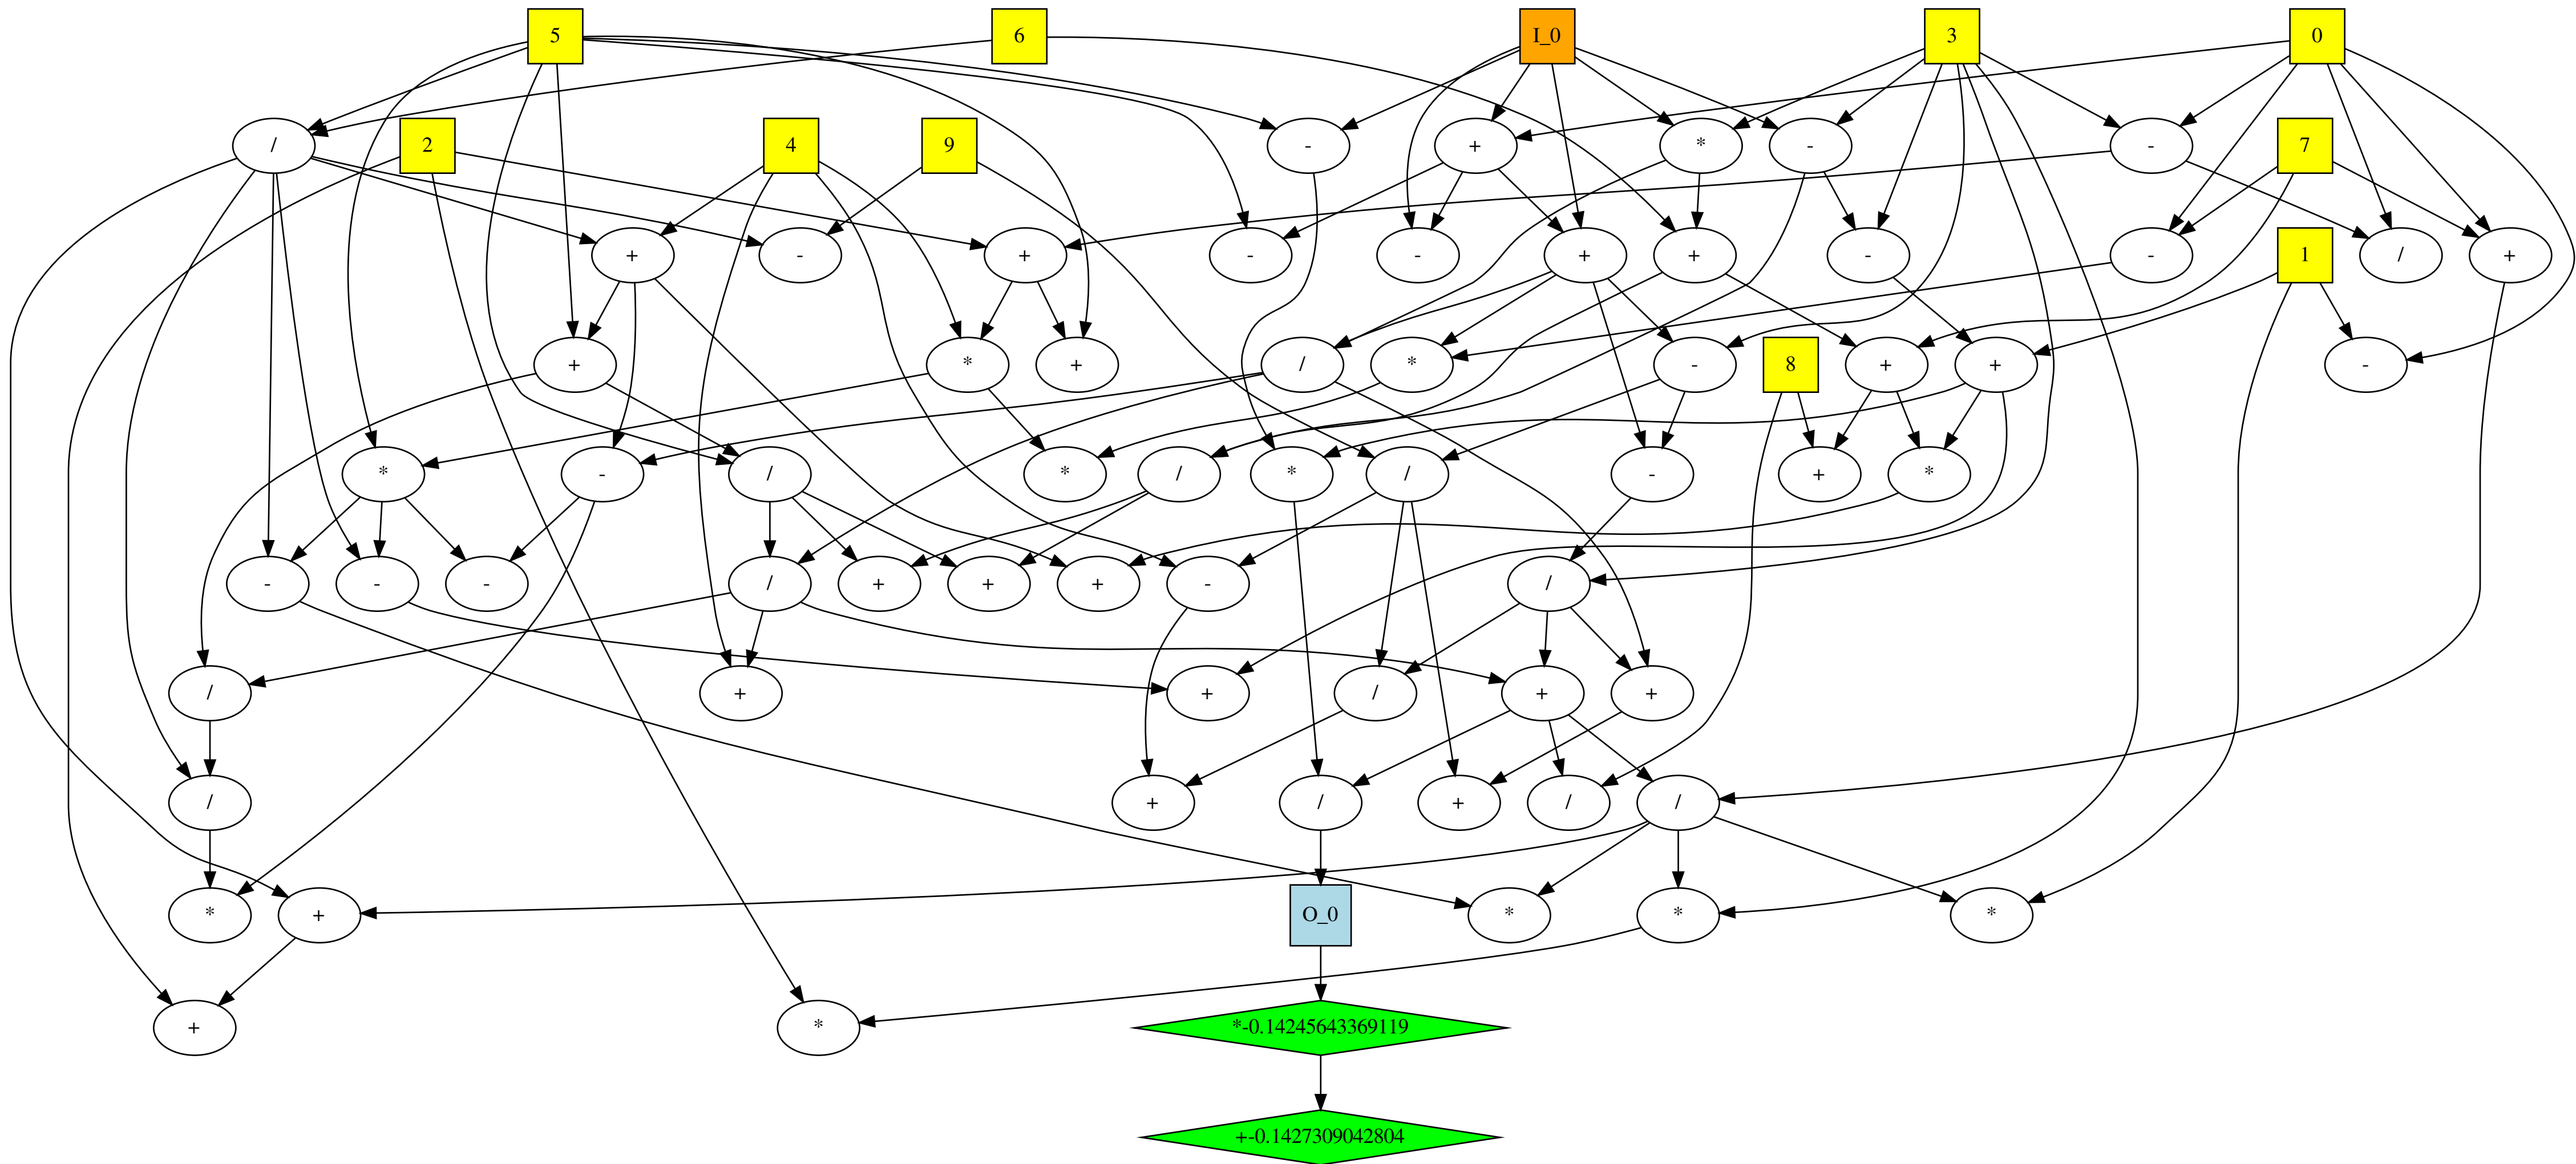 5 6 I_0 3 0
/ 2 4 9 - + * - - 7
+ - + - - + + - - 1 / +
+ * + / * - 8 + + -
* - / * / * / - + *
- - - / + + + - /
/ + + / + +
/ + / + / /
* + O_0 * * *
+ * *-0.14245643369119
+-0.1427309042804